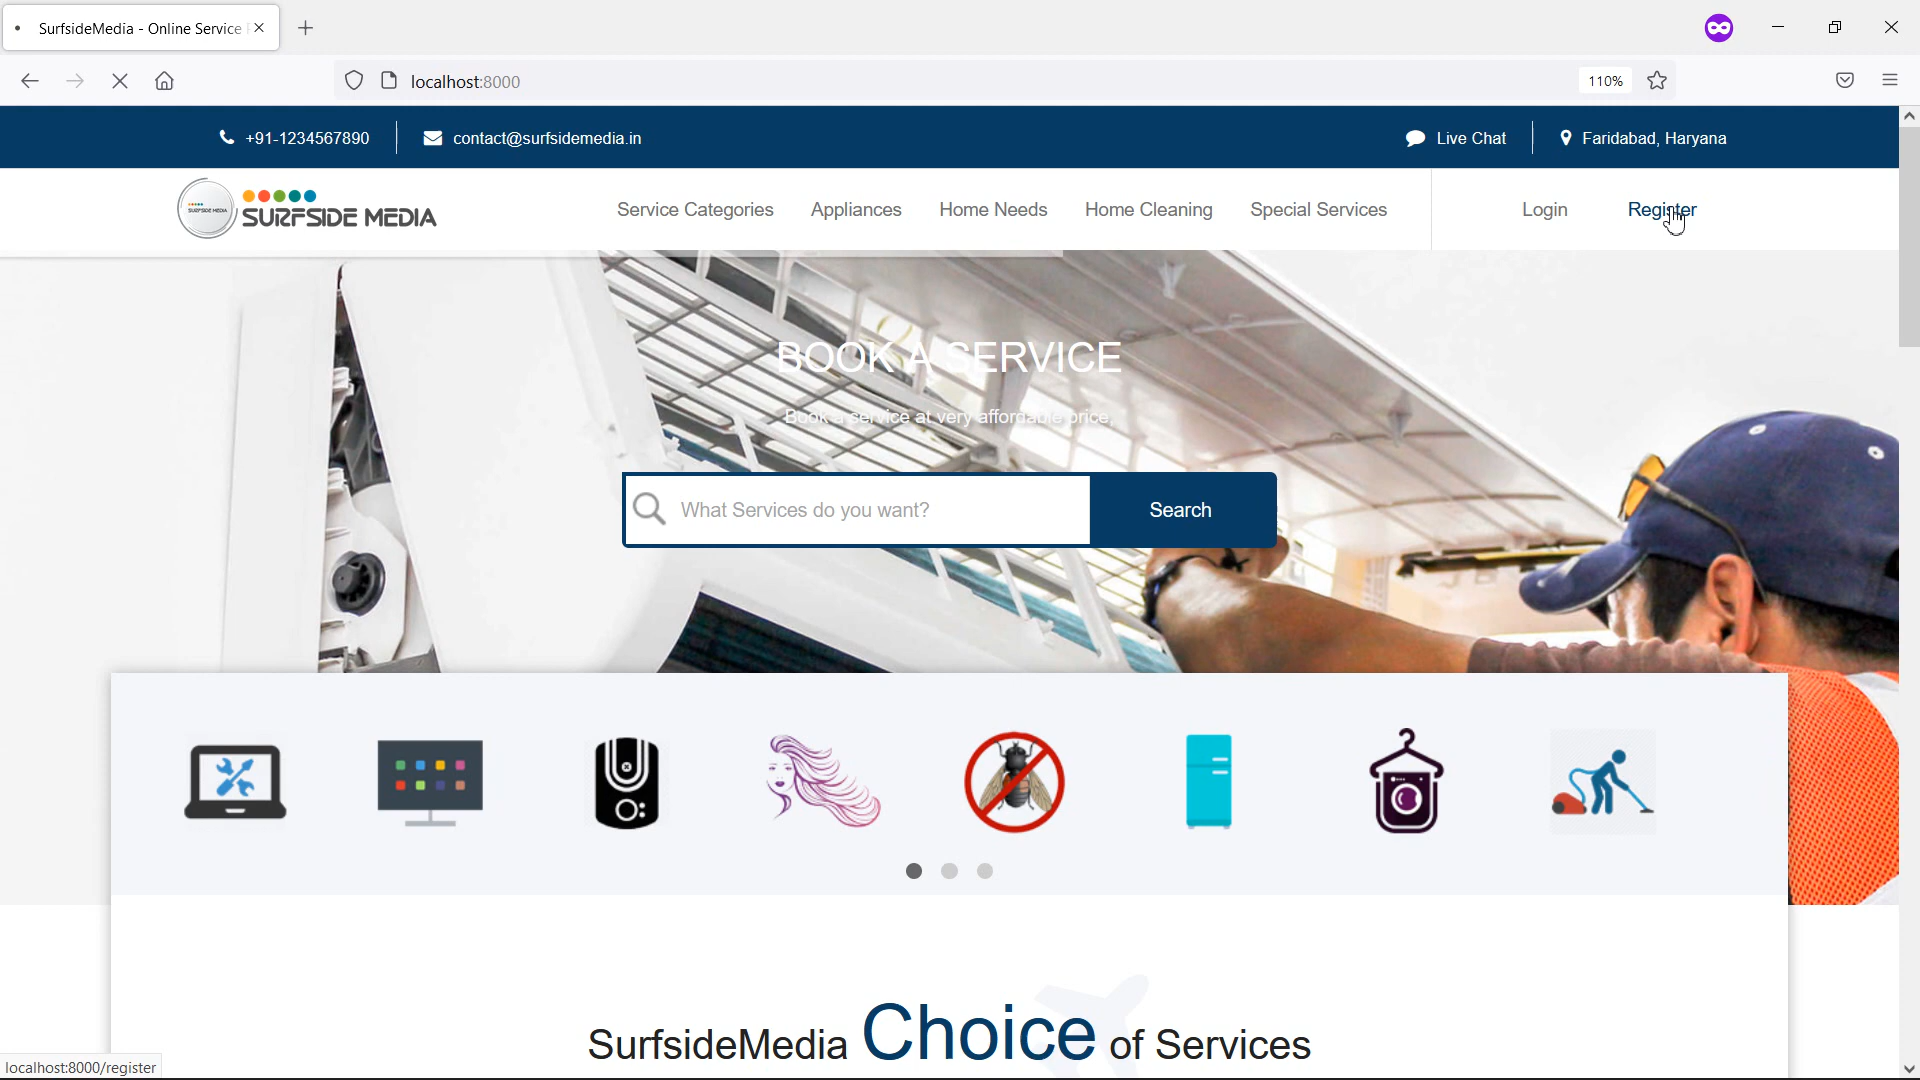 SurfsideMedia - Online Service
localhost:8000
110%
+91-1234567890
contact@surfsidemedia.in
Live Chat
Faridabad, Haryana
SURFSIDE MEDIA
SURFSIDE MEDIA
Service Categories
Appliances
Home Needs
Home Cleaning
Special Services
Login
Register
BOOK A SERVICE
Book a service at very affordable price,
What Services do you want?
Search
SurfsideMedia Choice of Services
localhost:8000/register